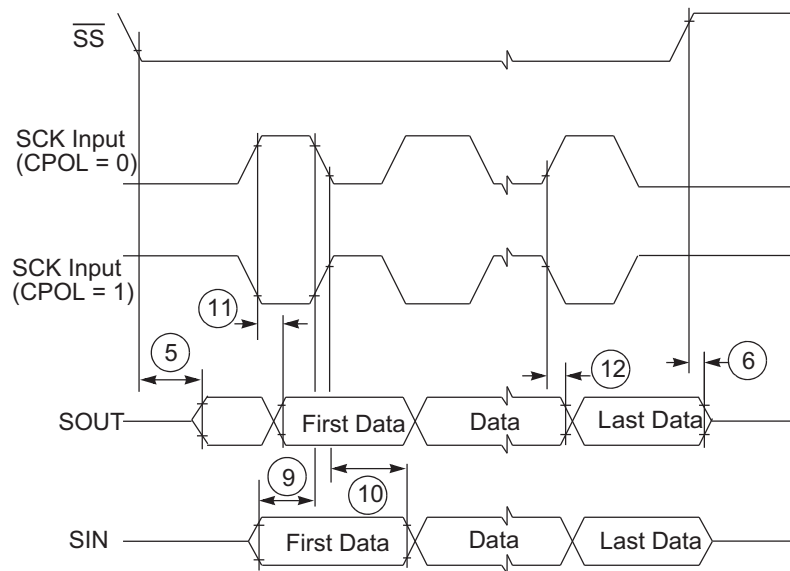 SS
SCK Input
(CPOL = 0)
SCK Input
(CPOL = 1)
11
5
12
6
SOUT
First Data
Data
Last Data
9
10
SIN
First Data
Data
Last Data